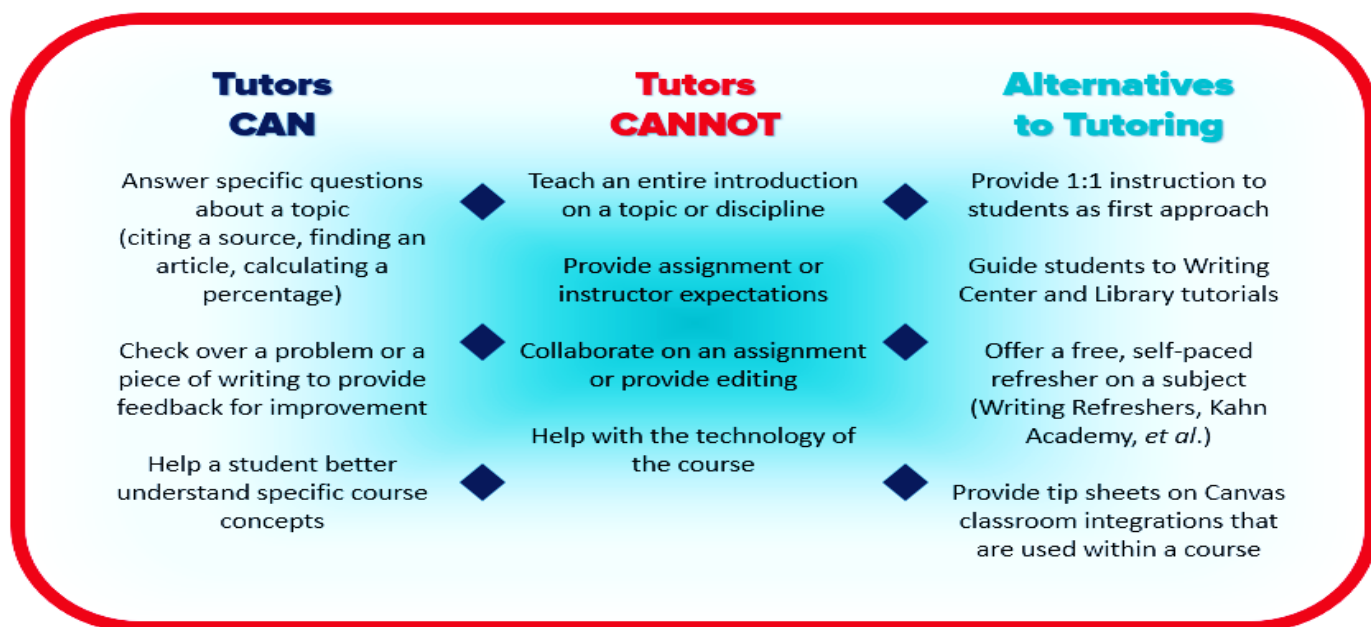 Tutors
CAN
Answer specific questions
about a topic
(citing a source, finding an
article, calculating a
percentage)
Check over a problem or a
piece of writing to provide
feedback for improvement
Help a student better
understand specific course
concepts
Tutors
CANNOT
Teach an entire introduction
on a topic or discipline
Provide assignment or
instructor expectations
Collaborate on an assignment
or provide editing
Help with the technology of
the course
Alternatives
to Tutoring
Provide 1:1 instruction to
students as first approach
Guide students to Writing
Center and Library tutorials
Offer a free, self-paced
refresher on a subject
(Writing Refreshers, Kahn
Academy, et al.)
Provide tip sheets on Canvas
classroom integrations that
are used within a course